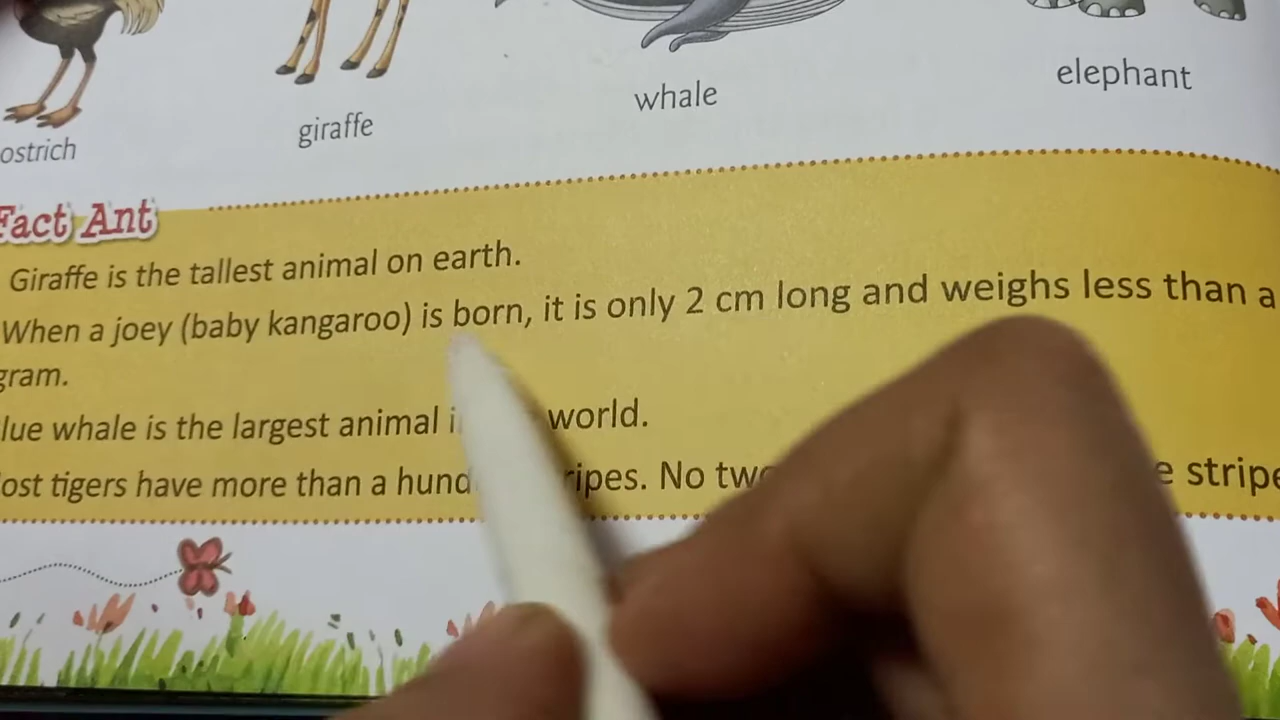 ostrich
giraffe
whale
elephant
Fact Ant
Giraffe is the tallest animal on earth.
When a joey (baby kangaroo) is born, it is only 2 cm long and weighs less than a
gram.
lue whale is the largest animal i world.
ost tigers have more than a hund ripes. No two e stripe